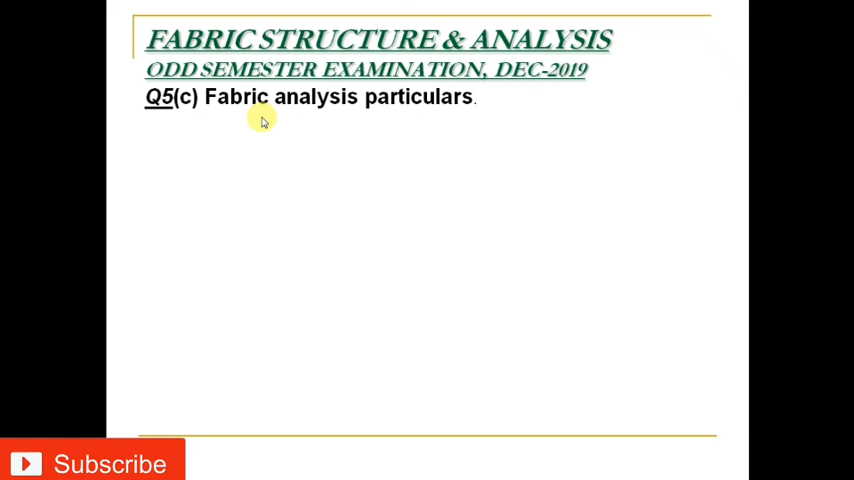 FABRIC STRUCTURE & ANALYSIS
ODD SEMESTER EXAMINATION, DEC-2019
Q5(c) Fabric analysis particulars.
Subscribe